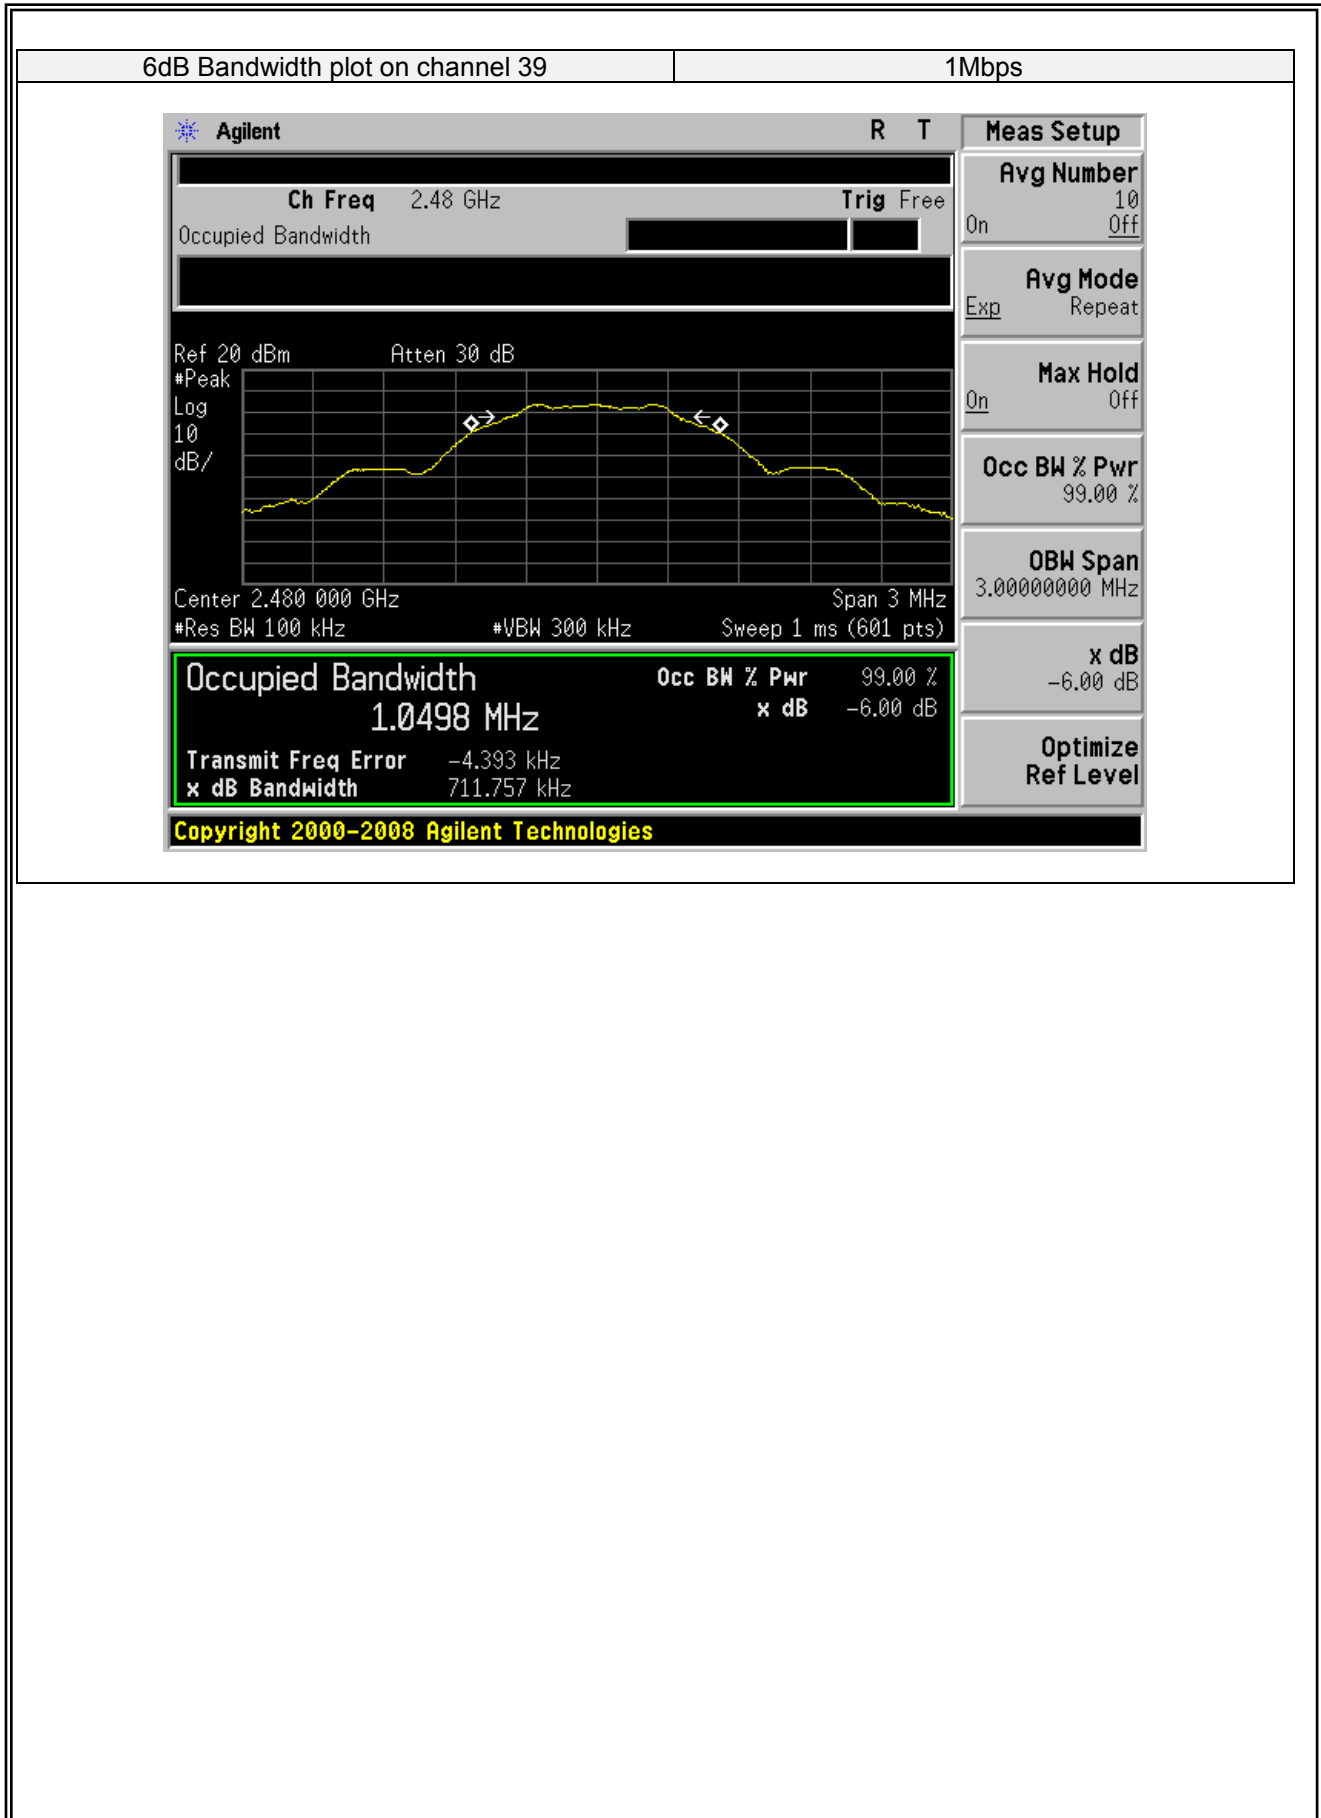 6dB Bandwidth plot on channel 39 1Mbps
Agilent R T Meas Setup
Ch Freq 2.48 GHz Trig Free
Occupied Bandwidth
Avg Number
10
On Off
Avg Mode
Exp Repeat
Max Hold
On Off
Occ BW % Pwr
99.00 %
OBW Span
3.00000000 MHz
x dB
-6.00 dB
Optimize
Ref Level
Ref 20 dBm Atten 30 dB
#Peak
Log
10
dB/
Center 2.480 000 GHz Span 3 MHz
#Res BW 100 kHz #VBW 300 kHz Sweep 1 ms (601 pts)
Occupied Bandwidth Occ BW % Pwr 99.00 %
1.0498 MHz x dB -6.00 dB
Transmit Freq Error -4.393 kHz
x dB Bandwidth 711.757 kHz
Copyright 2000-2008 Agilent Technologies